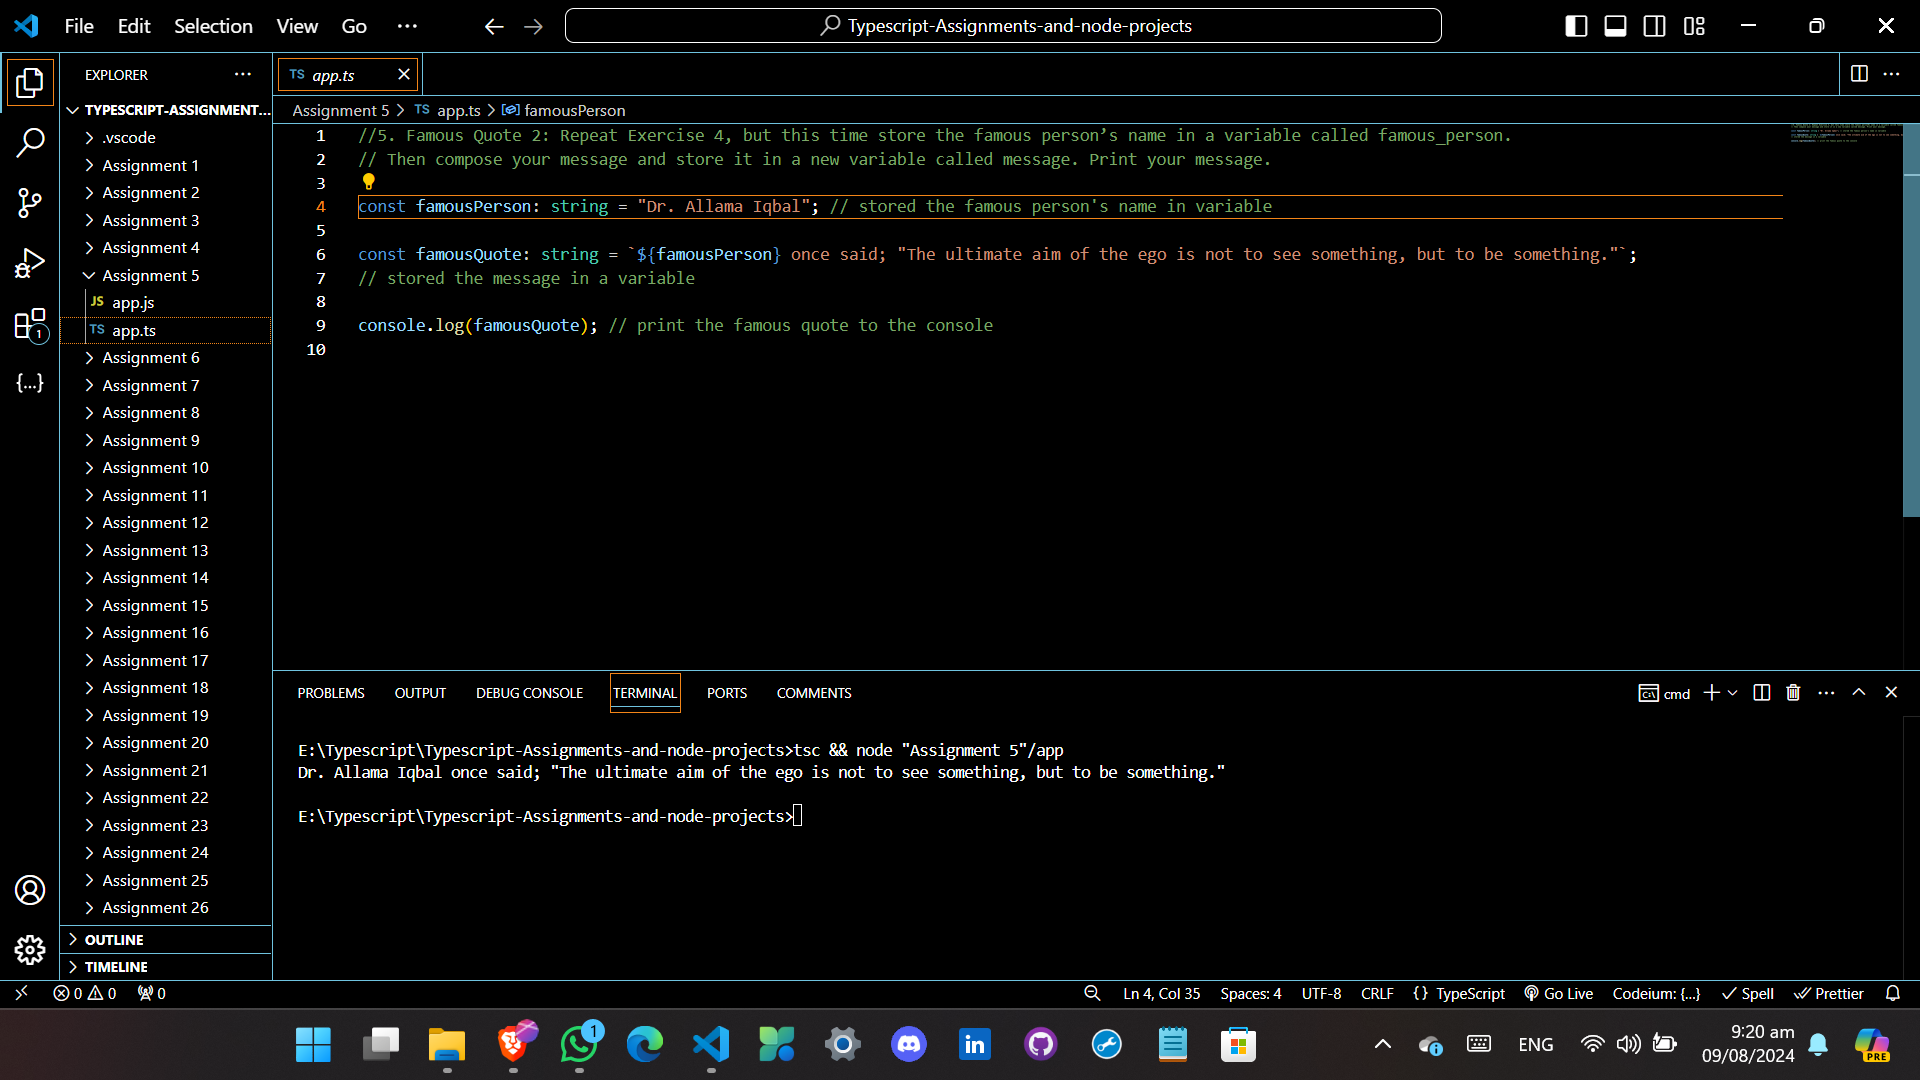 File Edit Selection View Go ···
Typescript-Assignments-and-node-projects
EXPLORER
TYPESCRIPT-ASSIGNMENT...
.vscode
Assignment 1
Assignment 2
Assignment 3
Assignment 4
Assignment 5
JS app.js
TS app.ts
Assignment 6
Assignment 7
Assignment 8
Assignment 9
Assignment 10
Assignment 11
Assignment 12
Assignment 13
Assignment 14
Assignment 15
Assignment 16
Assignment 17
Assignment 18
Assignment 19
Assignment 20
Assignment 21
Assignment 22
Assignment 23
Assignment 24
Assignment 25
Assignment 26
OUTLINE
TIMELINE
1
TS app.ts
Assignment 5 > TS app.ts > famousPerson
1 //5. Famous Quote 2: Repeat Exercise 4, but this time store the famous person’s name in a variable called famous_person.
2 // Then compose your message and store it in a new variable called message. Print your message.
3
4 const famousPerson: string = "Dr. Allama Iqbal"; // stored the famous person's name in variable
5
6 const famousQuote: string = `${famousPerson} once said; "The ultimate aim of the ego is not to see something, but to be something."`;
7 // stored the message in a variable
8
9 console.log(famousQuote); // print the famous quote to the console
10
PROBLEMS OUTPUT DEBUG CONSOLE TERMINAL PORTS COMMENTS
cmd
E:\Typescript\Typescript-Assignments-and-node-projects>tsc && node "Assignment 5"/app
Dr. Allama Iqbal once said; "The ultimate aim of the ego is not to see something, but to be something."
E:\Typescript\Typescript-Assignments-and-node-projects>
0 0 0 Ln 4, Col 35 Spaces: 4 UTF-8 CRLF {} TypeScript Go Live Codeium: {...} Spell Prettier
1
in
ENG
9:20 am
09/08/2024
PRE